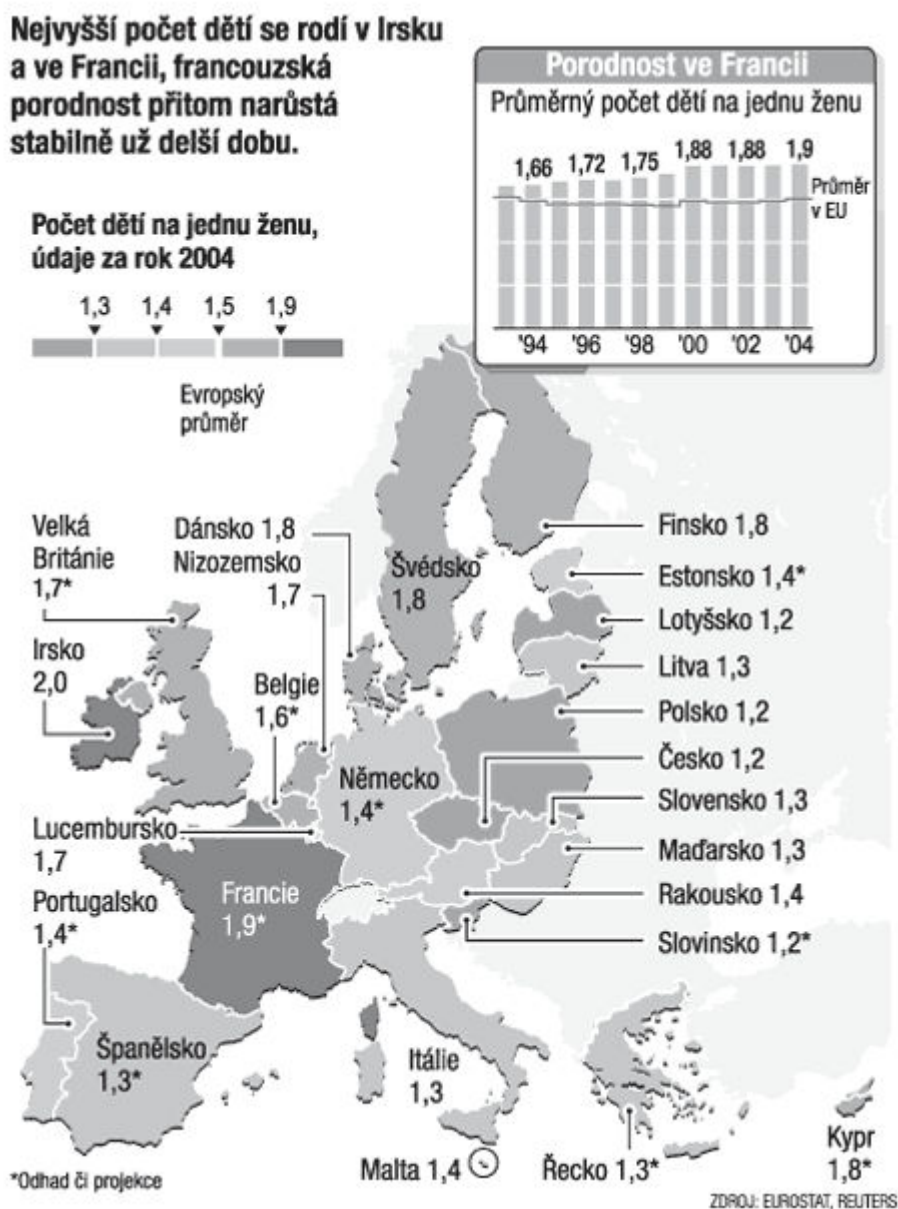 Nejvyšší počet dětí se rodí v Irsku
a ve Francii, francouzská
porodnost přitom narůstá
stabilně už delší dobu.
Porodnost ve Francii
Průměrný počet dětí na jednu ženu
1,66 1,72 1,75 1,88 1,88 1,9
Průměr
v EU
'94 '96 '98 '00 '02 '04
Počet dětí na jednu ženu,
údaje za rok 2004
1,3 1,4 1,5 1,9
Evropský
průměr
Velká
Británie
1,7*
Dánsko 1,8
Nizozemsko
1,7
Švédsko
1,8
Finsko 1,8
Estonsko 1,4*
Lotyšsko 1,2
Litva 1,3
Polsko 1,2
Česko 1,2
Slovensko 1,3
Maďarsko 1,3
Rakousko 1,4
Slovinsko 1,2*
Irsko
2,0
Belgie
1,6*
Německo
1,4*
Lucembursko
1,7
Francie
1,9*
Portugalsko
1,4*
Španělsko
1,3*
Itálie
1,3
Malta 1,4
Řecko 1,3*
Kypr
1,8*
*Odhad či projekce
ZDROJ: EUROSTAT, REUTERS